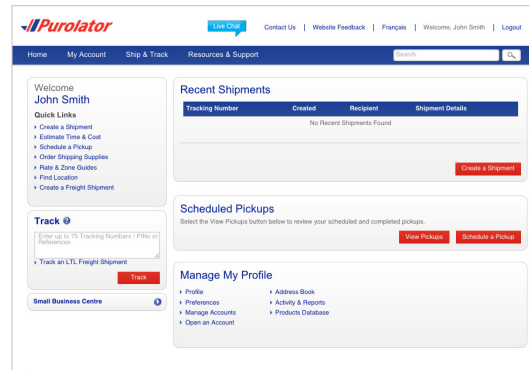 Purolator
Live Chat
Contact Us | Website Feedback | Français | Welcome, John Smith | Logout
Home My Account Ship & Track Resources & Support Search
Welcome
John Smith
Quick Links
Create a Shipment
Estimate Time & Cost
Schedule a Pickup
Order Shipping Supplies
Rate & Zone Guides
Find Location
Create a Freight Shipment
Track ?
Enter up to 75 Tracking Numbers / PINs or
References
Track an LTL Freight Shipment
Track
Small Business Centre
Recent Shipments
Tracking Number Created Recipient Shipment Details
No Recent Shipments Found
Create a Shipment
Scheduled Pickups
Select the View Pickups button below to review your scheduled and completed pickups.
View Pickups Schedule a Pickup
Manage My Profile
Profile Address Book
Preferences Activity & Reports
Manage Accounts Products Database
Open an Account